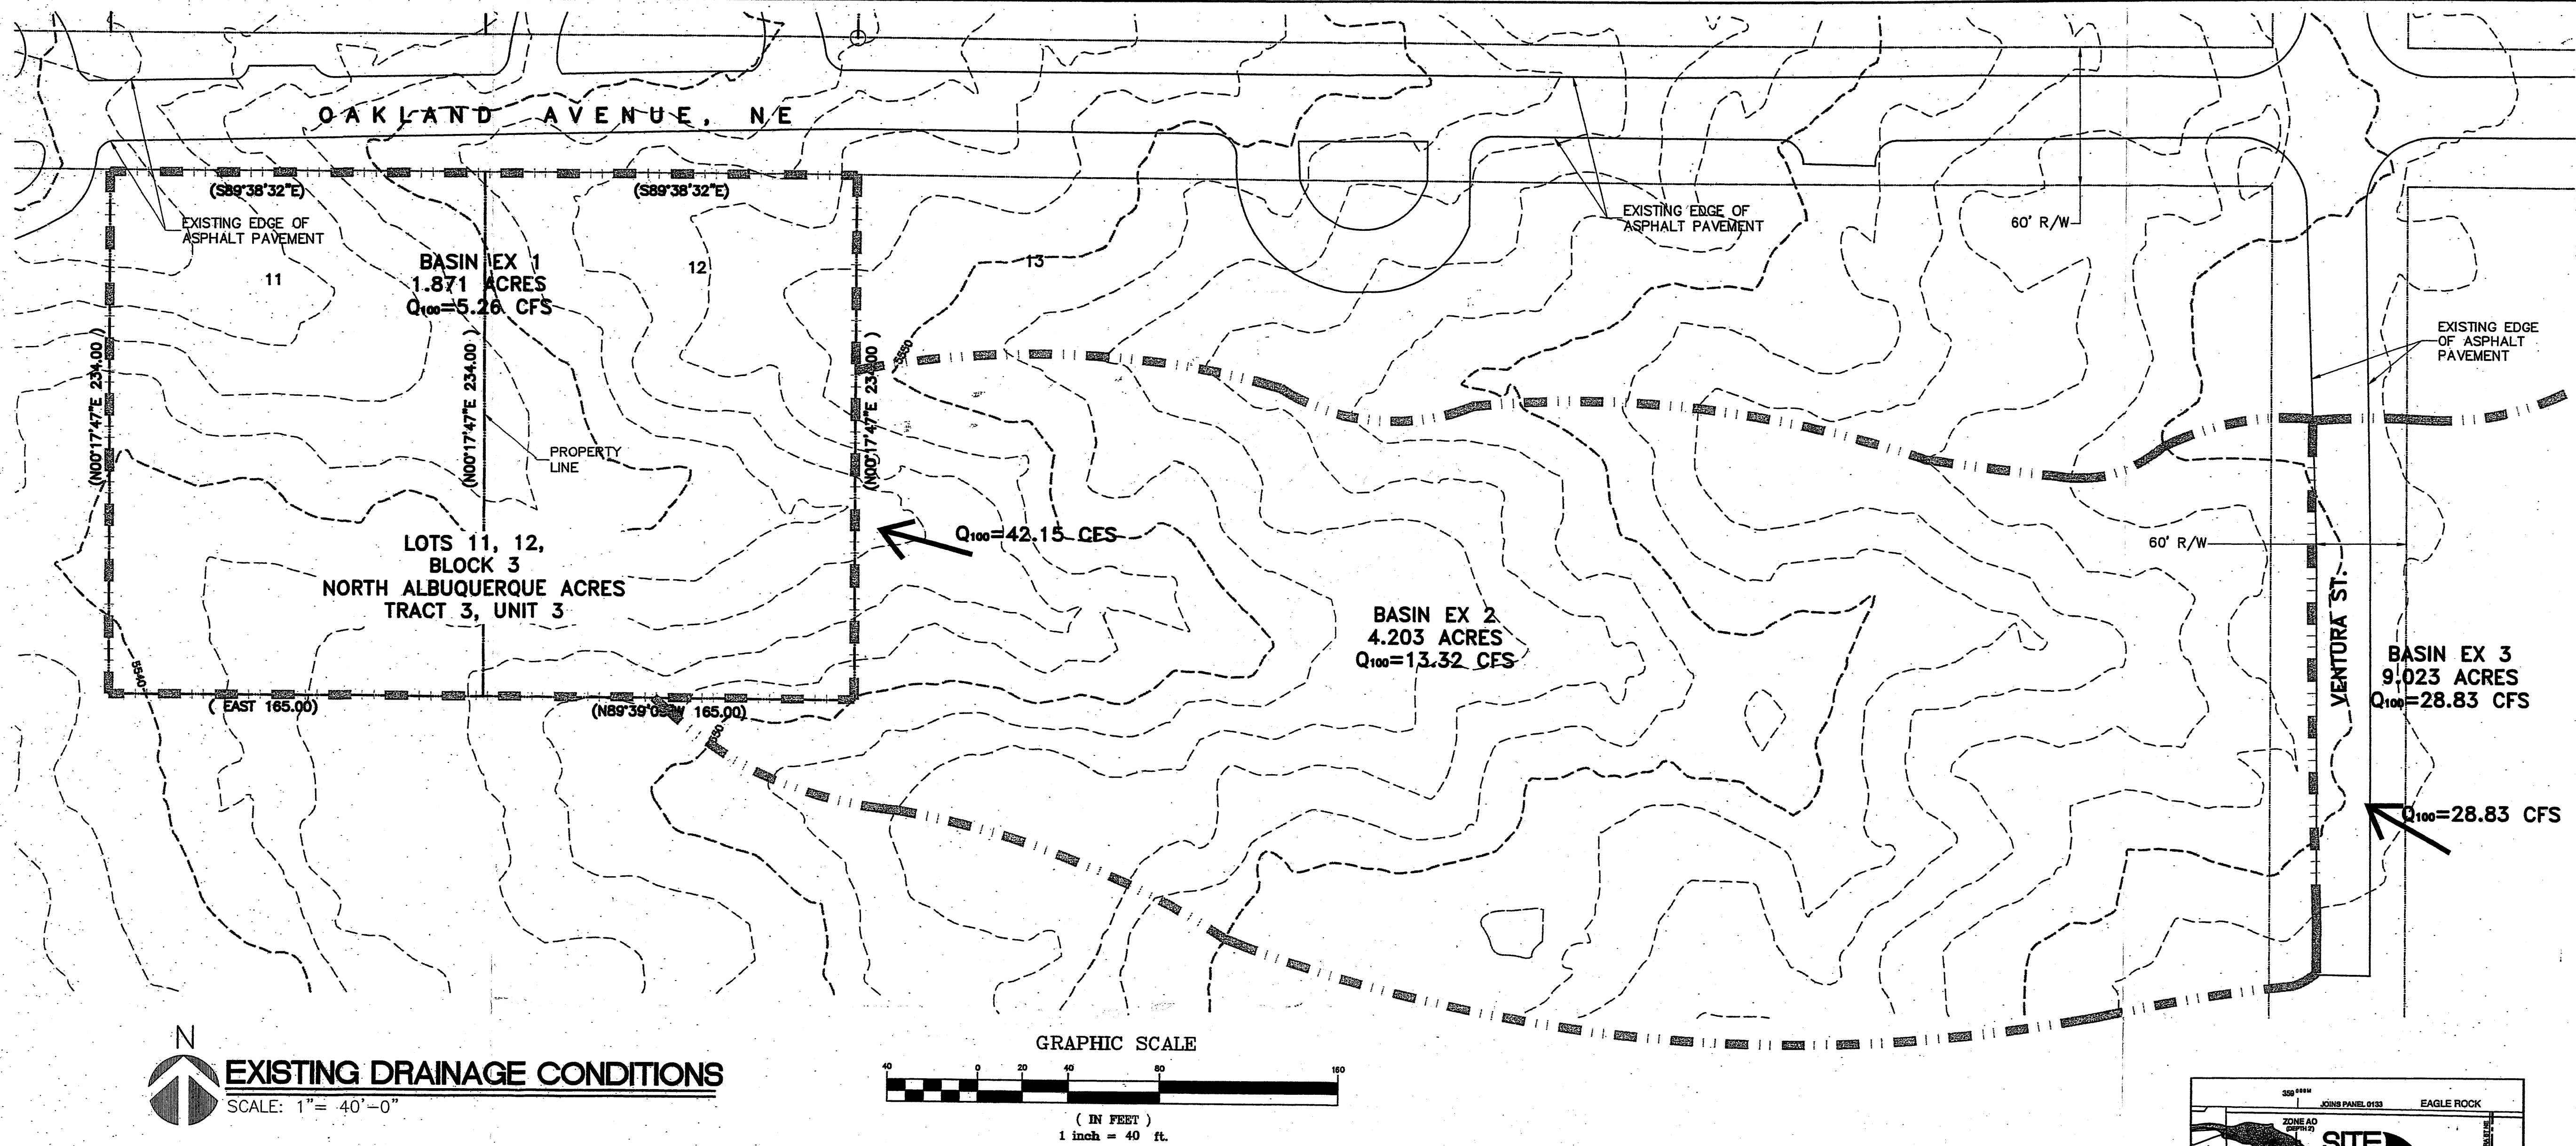 OAKLAND AVENUE, NE
(S89°38'32"E)
(S89°38'32"E)
EXISTING EDGE OF
ASPHALT PAVEMENT
EXISTING EDGE OF
ASPHALT PAVEMENT
60' R/W
BASIN EX 1
1.871 ACRES
Q100=5.26 CFS
11
12
13
EXISTING EDGE
OF ASPHALT
PAVEMENT
(N00°17'47"E 234.00 )
(N00°17'47"E 234.00 )
(N00°17'47"E 234.00 )
5550
PROPERTY
LINE
Q100=42.15 CFS
60' R/W
LOTS 11, 12,
BLOCK 3
NORTH ALBUQUERQUE ACRES
TRACT 3, UNIT 3
BASIN EX 2
4.203 ACRES
Q100=13.32 CFS
VENTURA ST.
BASIN EX 3
9.023 ACRES
Q100=28.83 CFS
5540
( EAST 165.00)
(N89°39'0 W 165.00)
Q100=28.83 CFS
N
EXISTING DRAINAGE CONDITIONS
SCALE: 1"= 40'-0"
GRAPHIC SCALE
40 0 20 40 80 160
( IN FEET )
1 inch = 40 ft.
JOINS PANEL 0133
EAGLE ROCK
ZONE AO
(DEPTH 2)
SITE